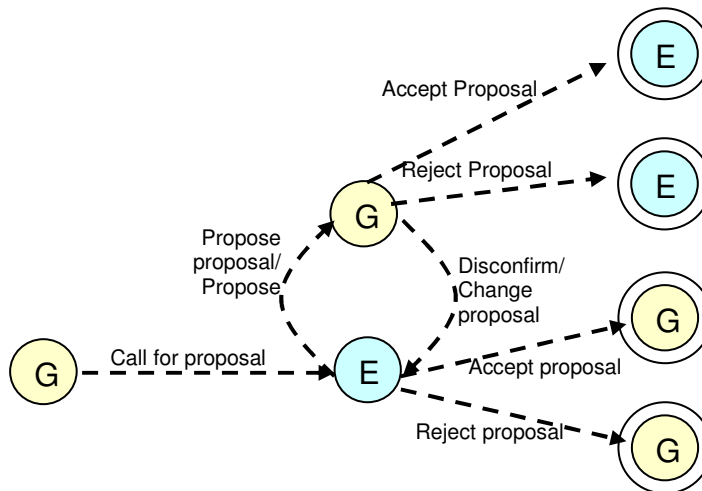 E
Accept Proposal
Reject Proposal
E
G
Propose
proposal/
Propose
Disconfirm/
Change
proposal
G
Call for proposal
G
E
Accept proposal
Reject proposal
G